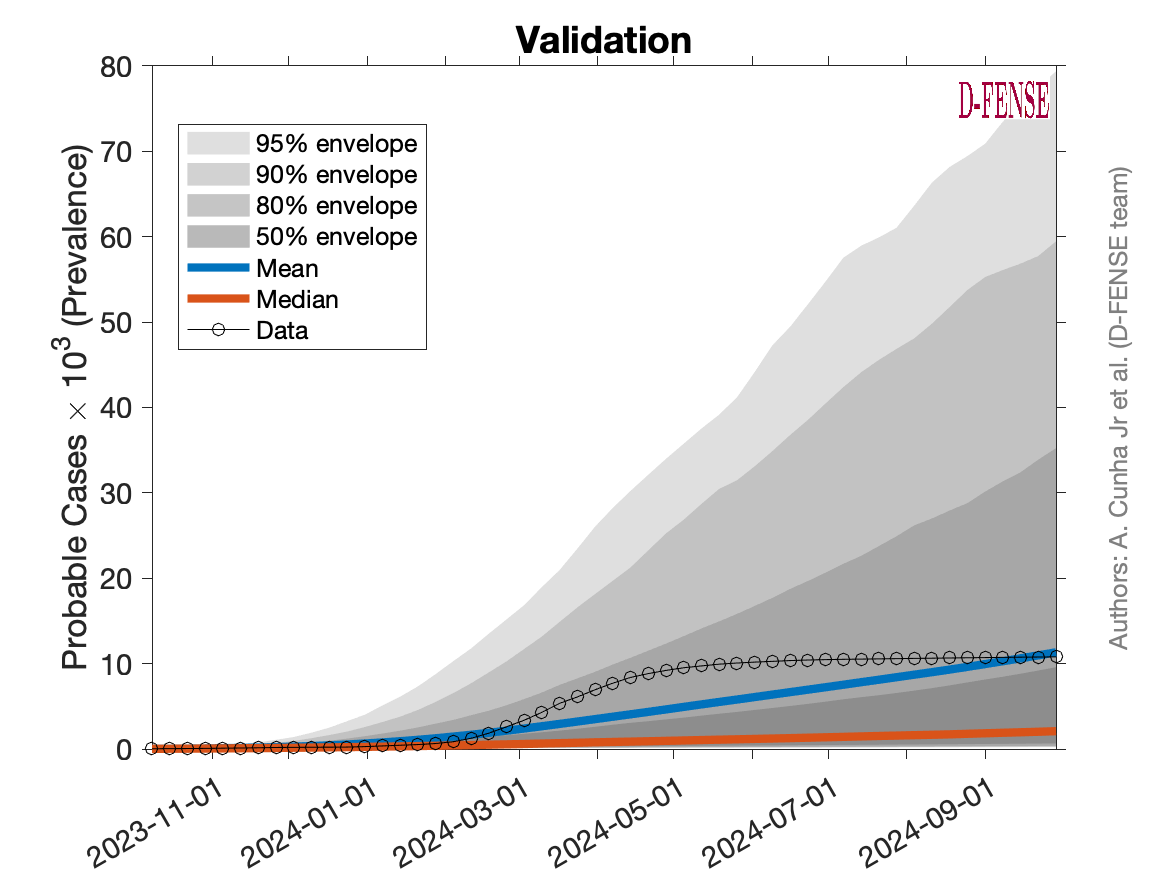 Validation
D-FENSE
80
70
60
50
40
30
20
10
0
Probable Cases × 10³ (Prevalence)
95% envelope
90% envelope
80% envelope
50% envelope
Mean
Median
Data
2023-11-01
2024-01-01
2024-03-01
2024-05-01
2024-07-01
2024-09-01
Authors: A. Cunha Jr et al. (D-FENSE team)